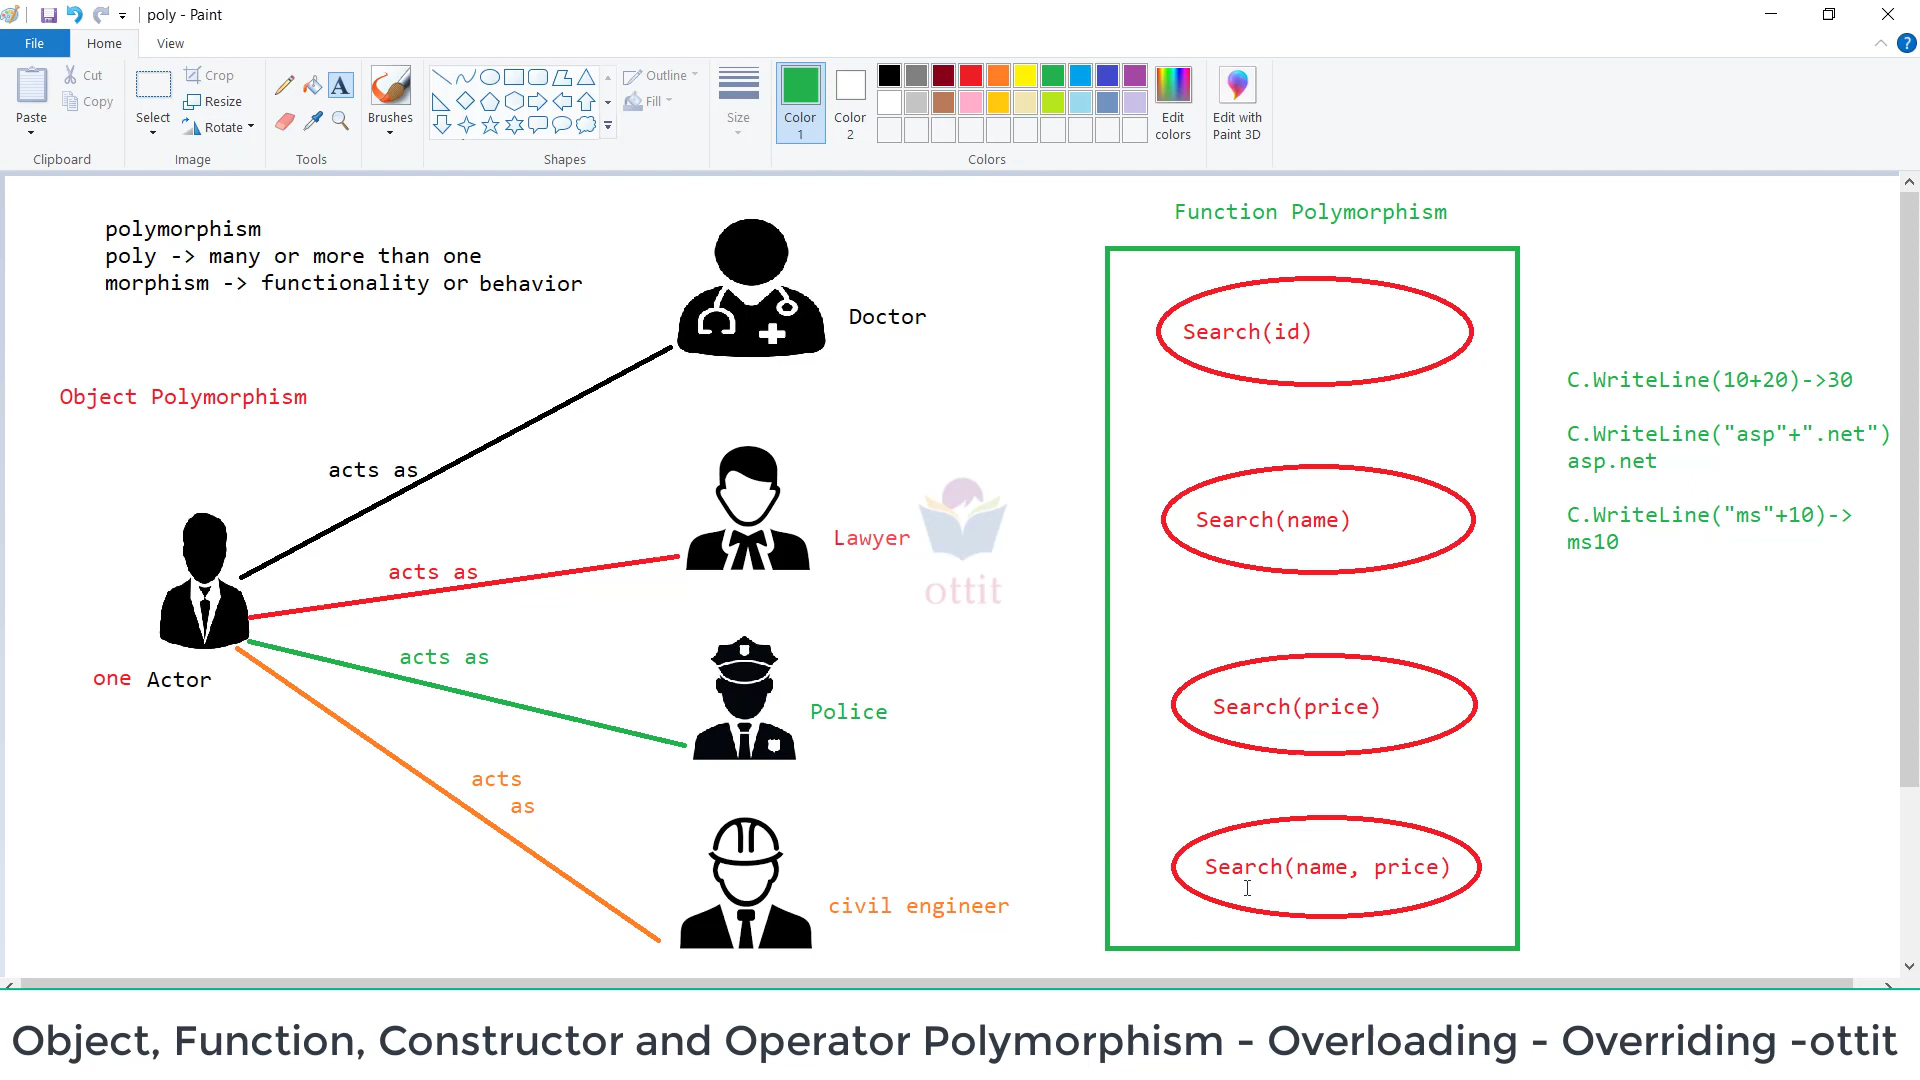 poly - Paint
File
Home
View
Paste
Cut
Copy
Clipboard
Select
Crop
Resize
Rotate
Image
Tools
Brushes
Shapes
Outline
Fill
Size
Color 1
Color 2
Colors
Edit colors
Edit with Paint 3D
polymorphism
poly -> many or more than one
morphism -> functionality or behavior
Object Polymorphism
acts as
acts as
acts as
acts
as
one Actor
Doctor
Lawyer
Police
civil engineer
ottit
Function Polymorphism
Search(id)
Search(name)
Search(price)
Search(name, price)
C.WriteLine(10+20)->30
C.WriteLine("asp"+".net")
asp.net
C.WriteLine("ms"+10)->
ms10
Object, Function, Constructor and Operator Polymorphism - Overloading - Overriding -ottit